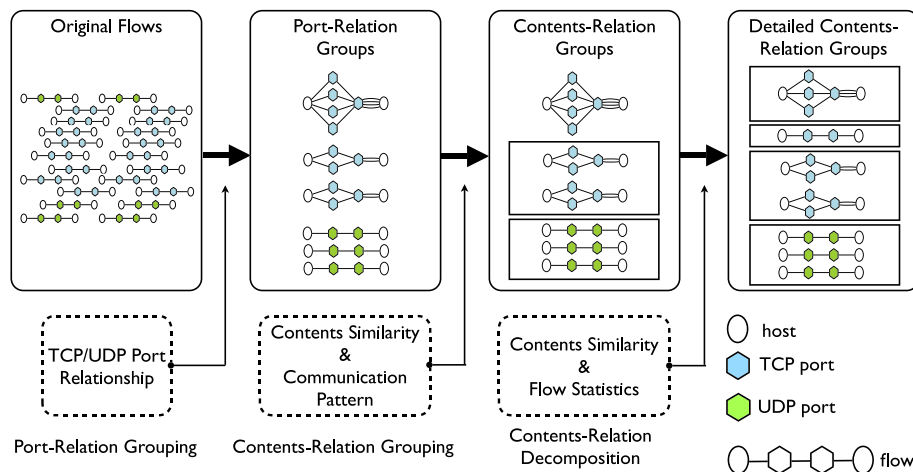 Original Flows
Port-Relation
Groups
Contents-Relation
Groups
Detailed Contents-
Relation Groups
TCP/UDP Port
Relationship
Contents Similarity
&
Communication
Pattern
Contents Similarity
&
Flow Statistics
host
TCP port
UDP port
flow
Port-Relation Grouping
Contents-Relation Grouping
Contents-Relation
Decomposition